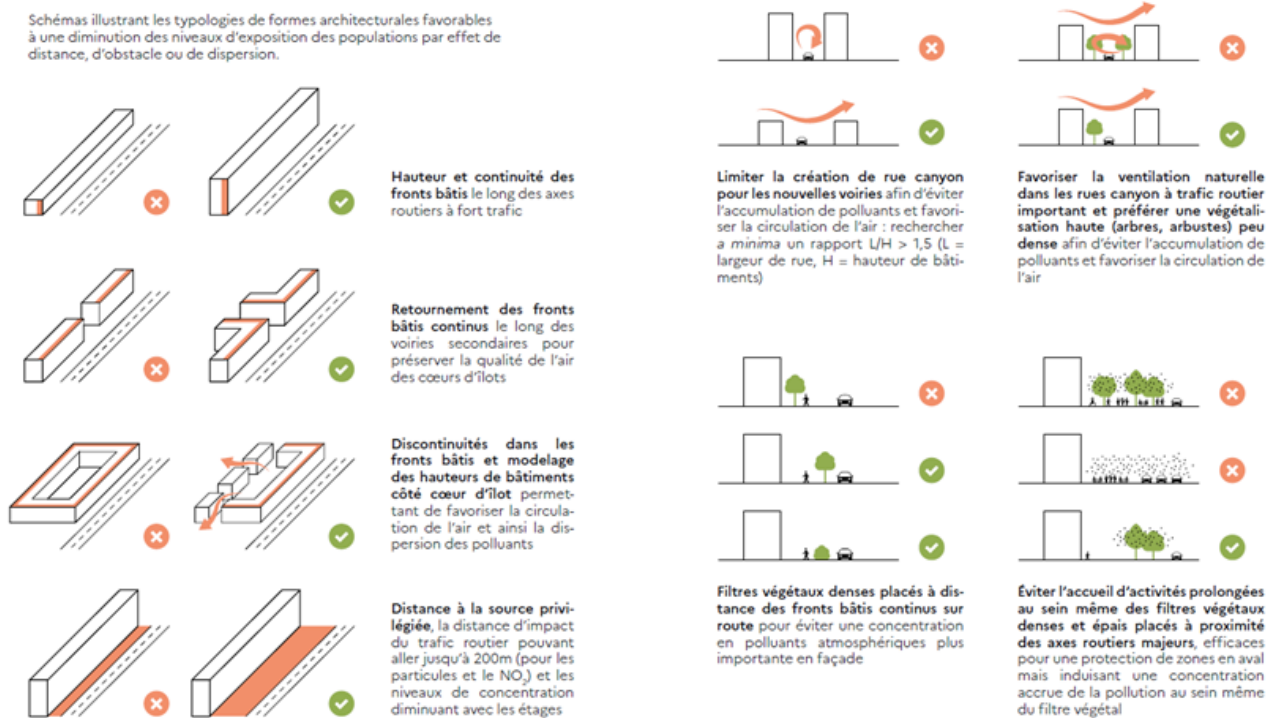 Schémas illustrant les typologies de formes architecturales favorables
à une diminution des niveaux d'exposition des populations par effet de
distance, d'obstacle ou de dispersion.
Hauteur et continuité des
fronts bâtis le long des axes
routiers à fort trafic
Retournement des fronts
bâtis continus le long des
voiries secondaires pour
préserver la qualité de l'air
des cœurs d'îlots
Discontinuités dans les
fronts bâtis et modelage
des hauteurs de bâtiments
côté cœur d'îlot permet-
tant de favoriser la circula-
tion de l'air et ainsi la dis-
persion des polluants
Distance à la source privi-
légiée, la distance d'impact
du trafic routier pouvant
aller jusqu'à 200m (pour les
particules et le NO₂) et les
niveaux de concentration
diminuant avec les étages
Limiter la création de rue canyon
pour les nouvelles voiries afin d'éviter
l'accumulation de polluants et favori-
ser la circulation de l'air : rechercher
a minima un rapport L/H > 1,5 (L =
largeur de rue, H = hauteur de bâti-
ments)
Favoriser la ventilation naturelle
dans les rues canyon à trafic routier
important et préférer une végétali-
sation haute (arbres, arbustes) peu
dense afin d'éviter l'accumulation de
polluants et favoriser la circulation de
l'air
Filtres végétaux denses placés à dis-
tance des fronts bâtis continus sur
route pour éviter une concentration
en polluants atmosphériques plus
importante en façade
Éviter l'accueil d'activités prolongées
au sein même des filtres végétaux
denses et épais placés à proximité
des axes routiers majeurs, efficaces
pour une protection de zones en aval
mais induisant une concentration
accrue de la pollution au sein même
du filtre végétal